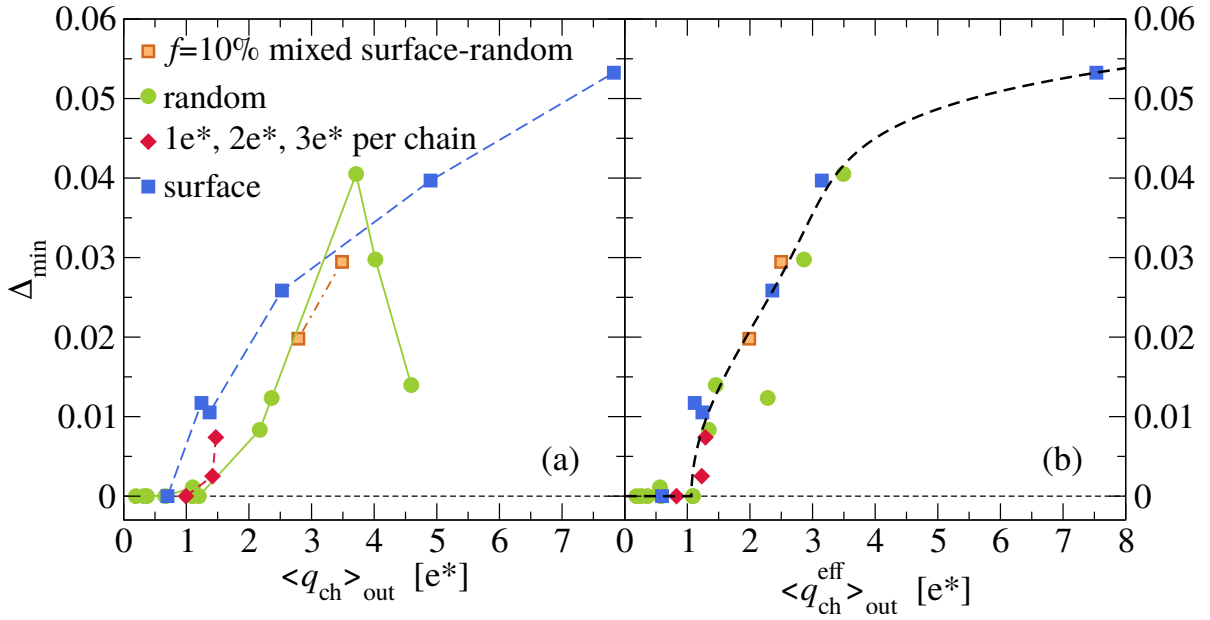 0.06
0.05
0.04
0.03
0.02
0.01
0
Δmin
f=10% mixed surface-random
random
1e*, 2e*, 3e* per chain
surface
(a)
0 1 2 3 4 5 6 7
<qch>out [e*]
(b)
0 1 2 3 4 5 6 7 8
<qch^eff>out [e*]
0.06
0.05
0.04
0.03
0.02
0.01
0